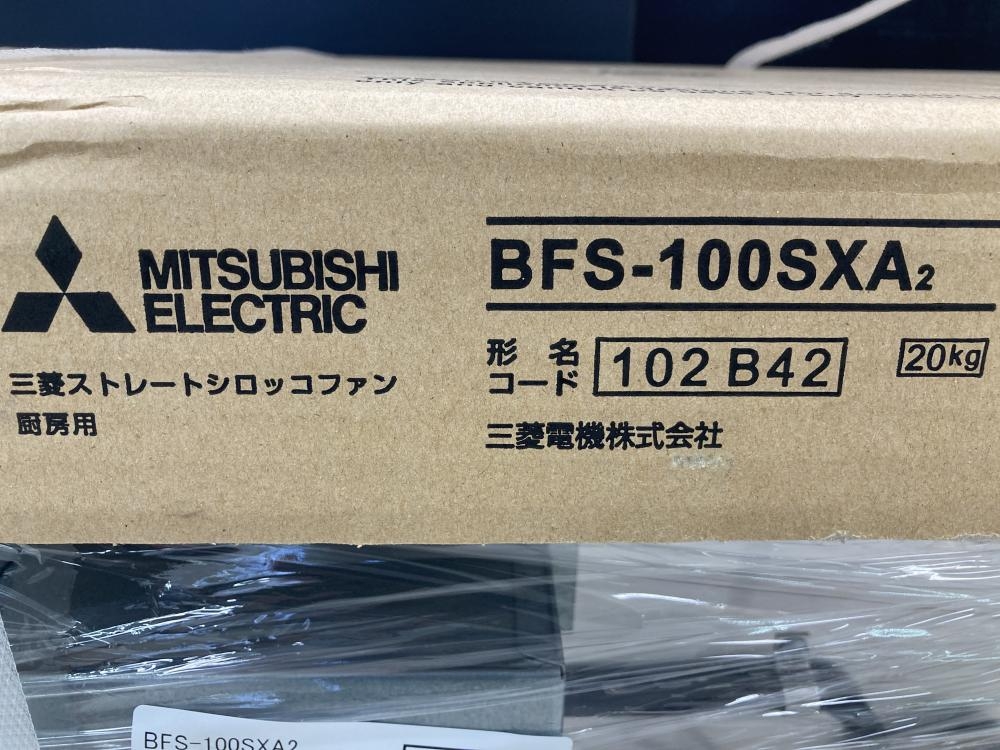 MITSUBISHI
ELECTRIC
三菱ストレートシロッコファン
厨房用
BFS-100SXA2
形 名
コード
102 B42
20kg
三菱電機株式会社
BFS-100SXA2